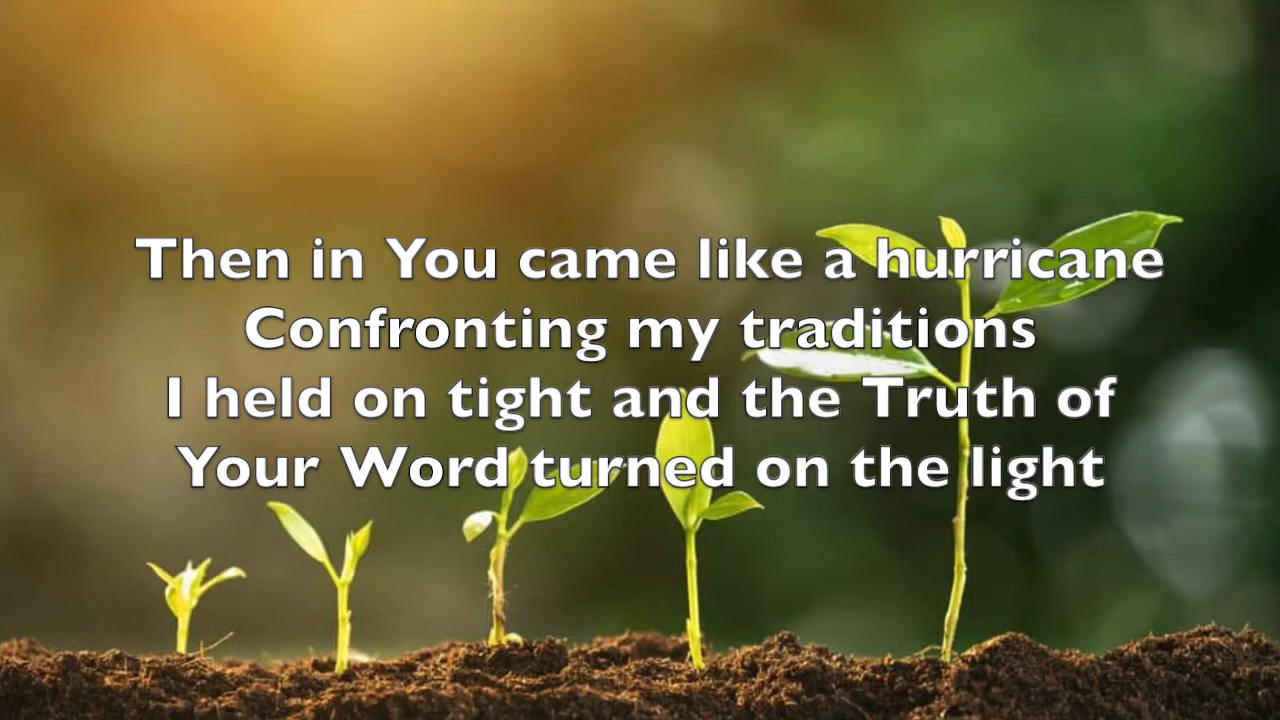 Then in You came like a hurricane
Confronting my traditions
I held on tight and the Truth of
Your Word turned on the light